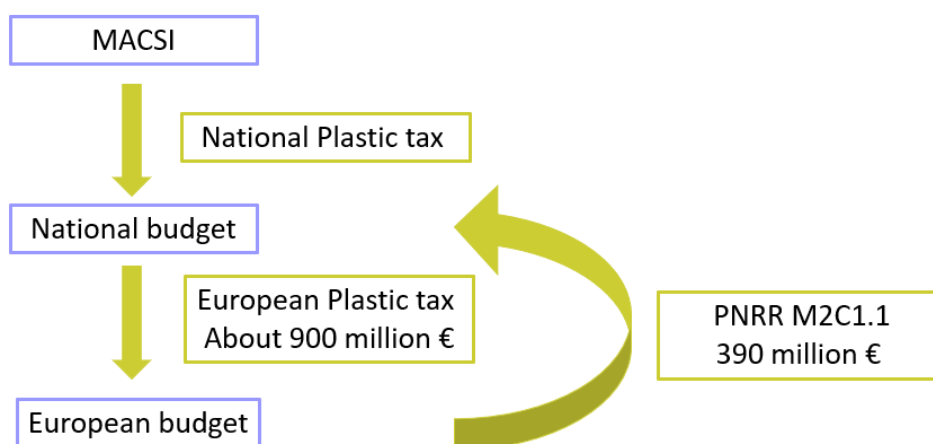 MACSI
National Plastic tax
National budget
European Plastic tax
About 900 million €
PNRR M2C1.1
390 million €
European budget